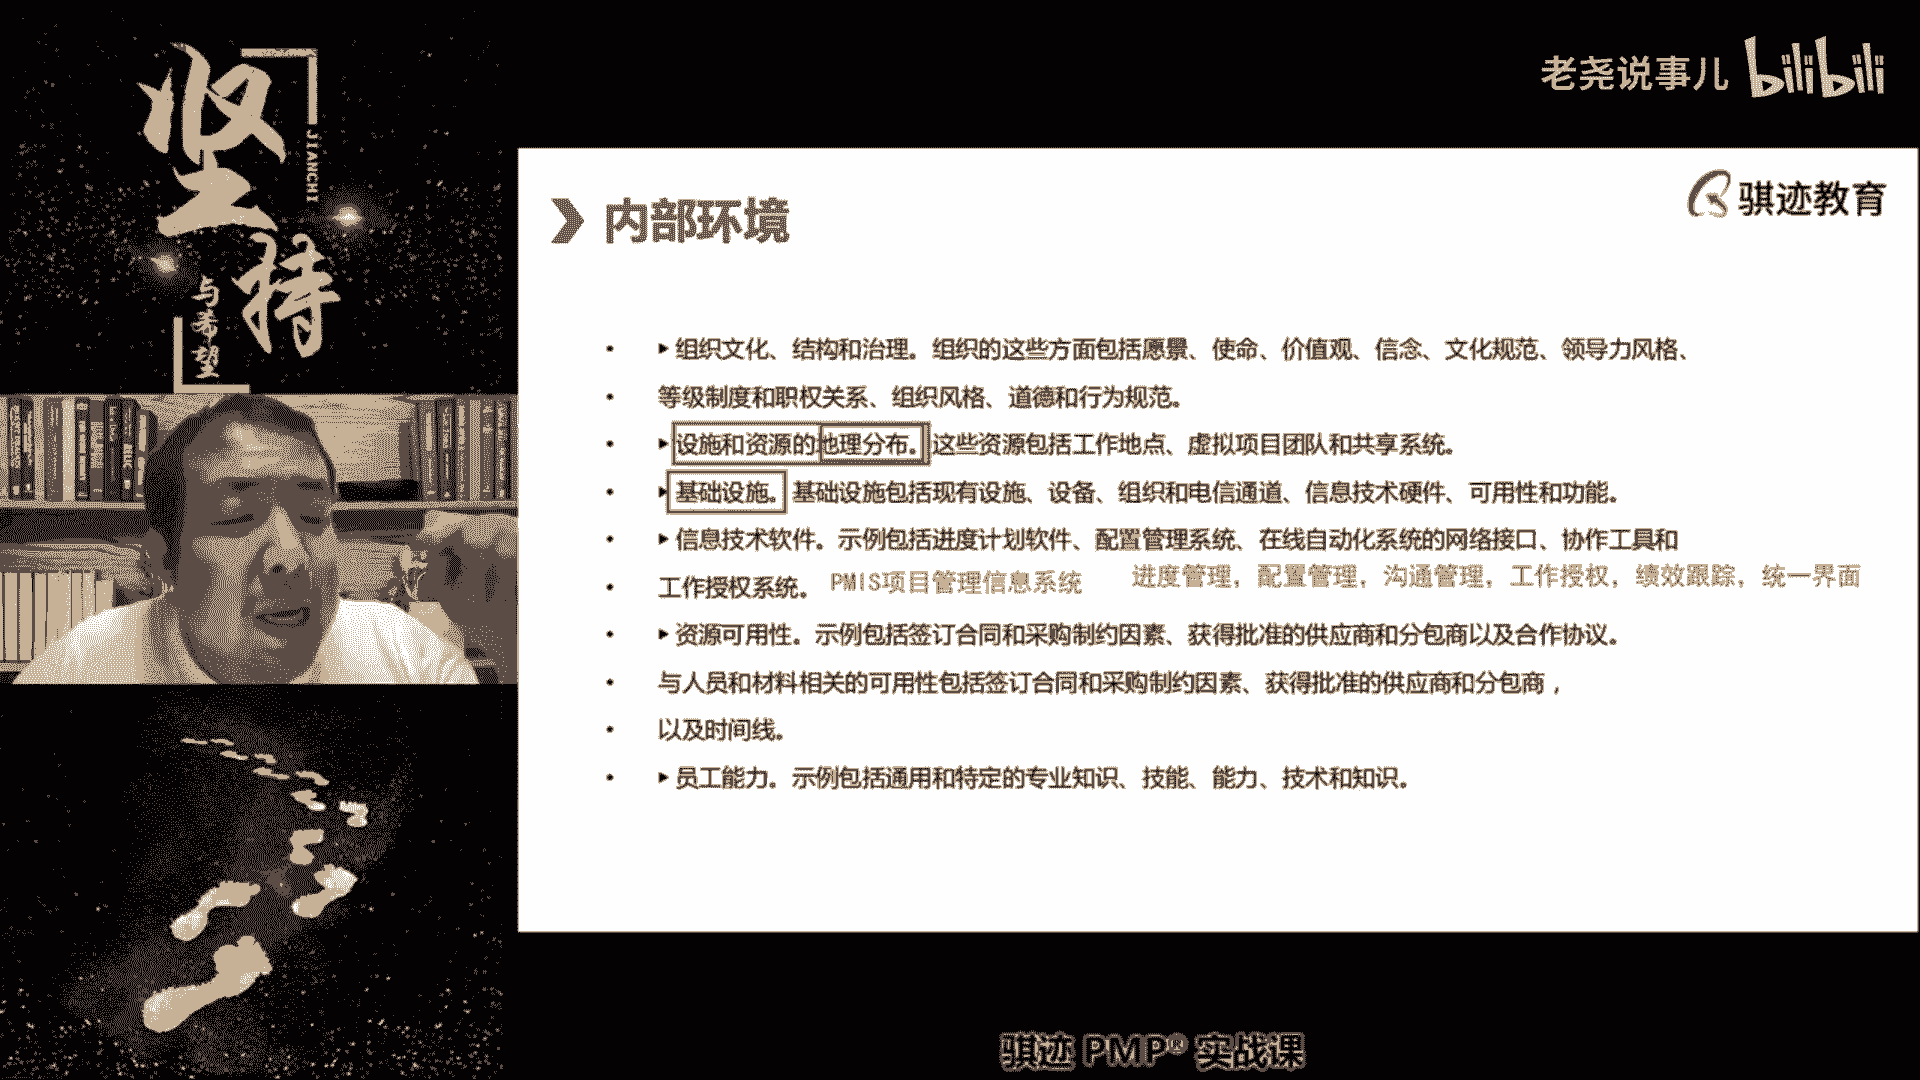 坚持
JIANCHI
与希望
老尧说事儿 bilibili
骐迹教育
内部环境
• ▶组织文化、结构和治理。组织的这些方面包括愿景、使命、价值观、信念、文化规范、领导力风格、
• 等级制度和职权关系、组织风格、道德和行为规范。
• ▶设施和资源的地理分布。这些资源包括工作地点、虚拟项目团队和共享系统。
• ▶基础设施。基础设施包括现有设施、设备、组织和电信通道、信息技术硬件、可用性和功能。
• ▶信息技术软件。示例包括进度计划软件、配置管理系统、在线自动化系统的网络接口、协作工具和
• 工作授权系统。 PMIS项目管理信息系统 进度管理，配置管理，沟通管理，工作授权，绩效跟踪，统一界面
• ▶资源可用性。示例包括签订合同和采购制约因素、获得批准的供应商和分包商以及合作协议。
• 与人员和材料相关的可用性包括签订合同和采购制约因素、获得批准的供应商和分包商，
• 以及时间线。
• ▶员工能力。示例包括通用和特定的专业知识、技能、能力、技术和知识。
骐迹 PMP® 实战课